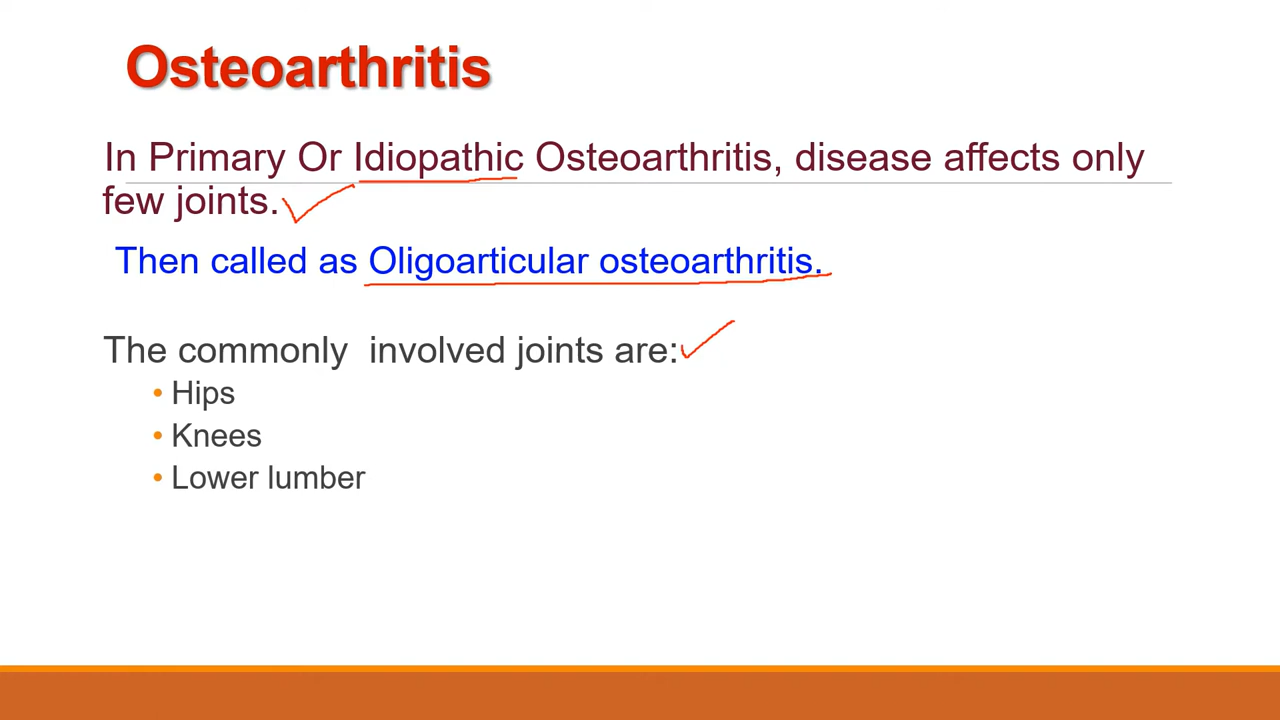 Osteoarthritis
In Primary Or Idiopathic Osteoarthritis, disease affects only
few joints.
Then called as Oligoarticular osteoarthritis.
The commonly  involved joints are:
• Hips
• Knees
• Lower lumber